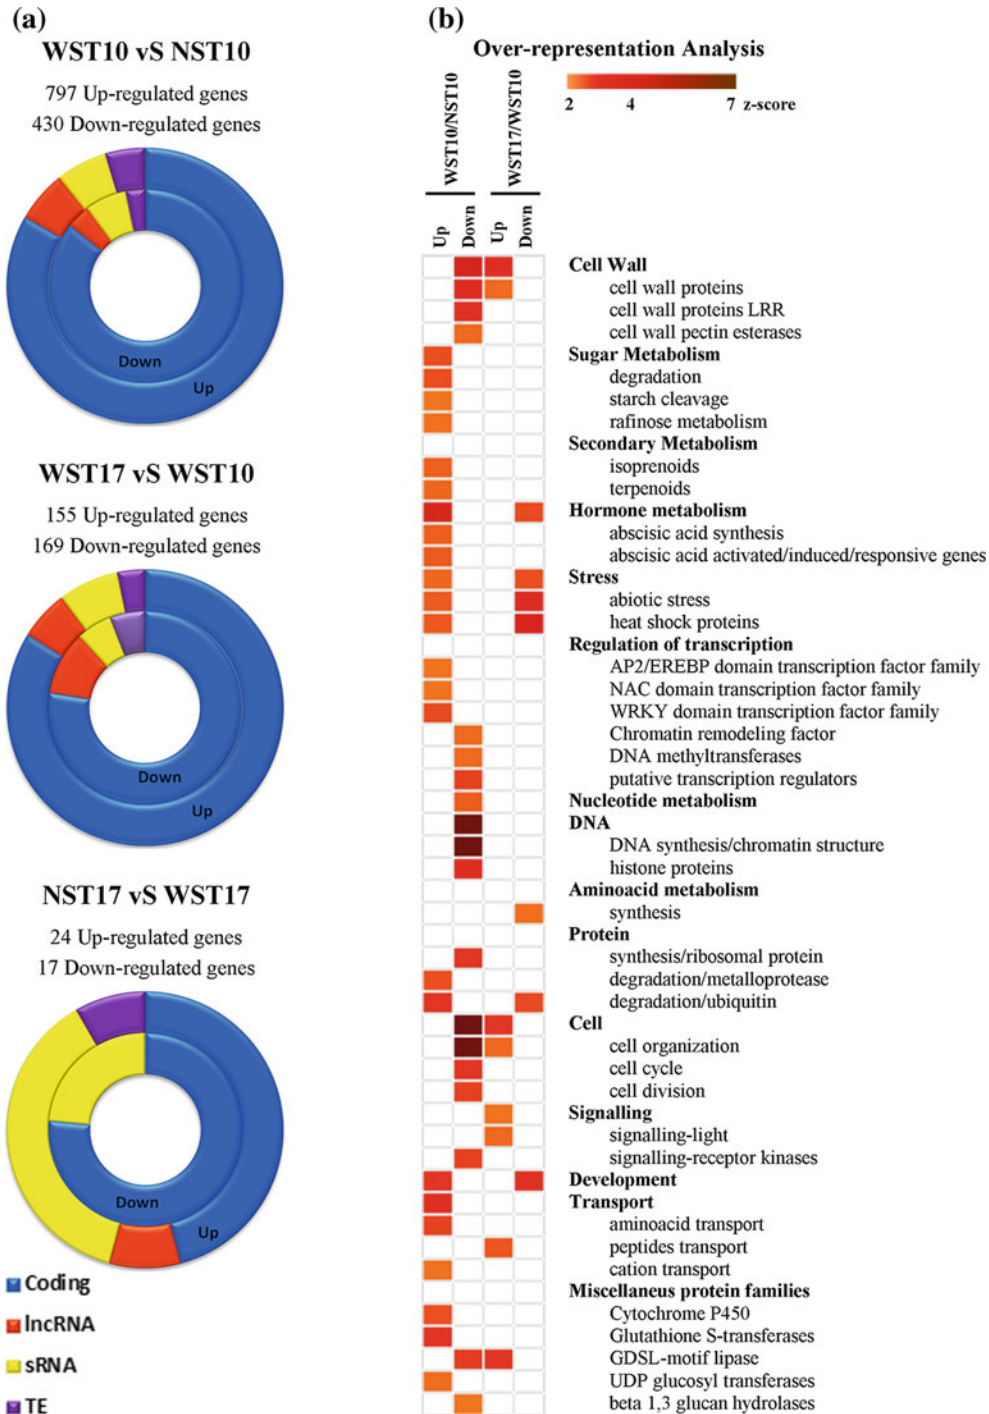 (a)
WST10 vS NST10
797 Up-regulated genes
430 Down-regulated genes
Down
Up
WST17 vS WST10
155 Up-regulated genes
169 Down-regulated genes
Down
Up
NST17 vS WST17
24 Up-regulated genes
17 Down-regulated genes
Down
Up
Coding
lncRNA
sRNA
TE
(b)
Over-representation Analysis
2 4 7 z-score
WST10/NST10
WST17/WST10
Up
Down
Up
Down
Cell Wall
cell wall proteins
cell wall proteins LRR
cell wall pectin esterases
Sugar Metabolism
degradation
starch cleavage
rafinose metabolism
Secondary Metabolism
isoprenoids
terpenoids
Hormone metabolism
abscisic acid synthesis
abscisic acid activated/induced/responsive genes
Stress
abiotic stress
heat shock proteins
Regulation of transcription
AP2/EREBP domain transcription factor family
NAC domain transcription factor family
WRKY domain transcription factor family
Chromatin remodeling factor
DNA methyltransferases
putative transcription regulators
Nucleotide metabolism
DNA
DNA synthesis/chromatin structure
histone proteins
Aminoacid metabolism
synthesis
Protein
synthesis/ribosomal protein
degradation/metalloprotease
degradation/ubiquitin
Cell
cell organization
cell cycle
cell division
Signalling
signalling-light
signalling-receptor kinases
Development
Transport
aminoacid transport
peptides transport
cation transport
Miscellaneus protein families
Cytochrome P450
Glutathione S-transferases
GDSL-motif lipase
UDP glucosyl transferases
beta 1,3 glucan hydrolases